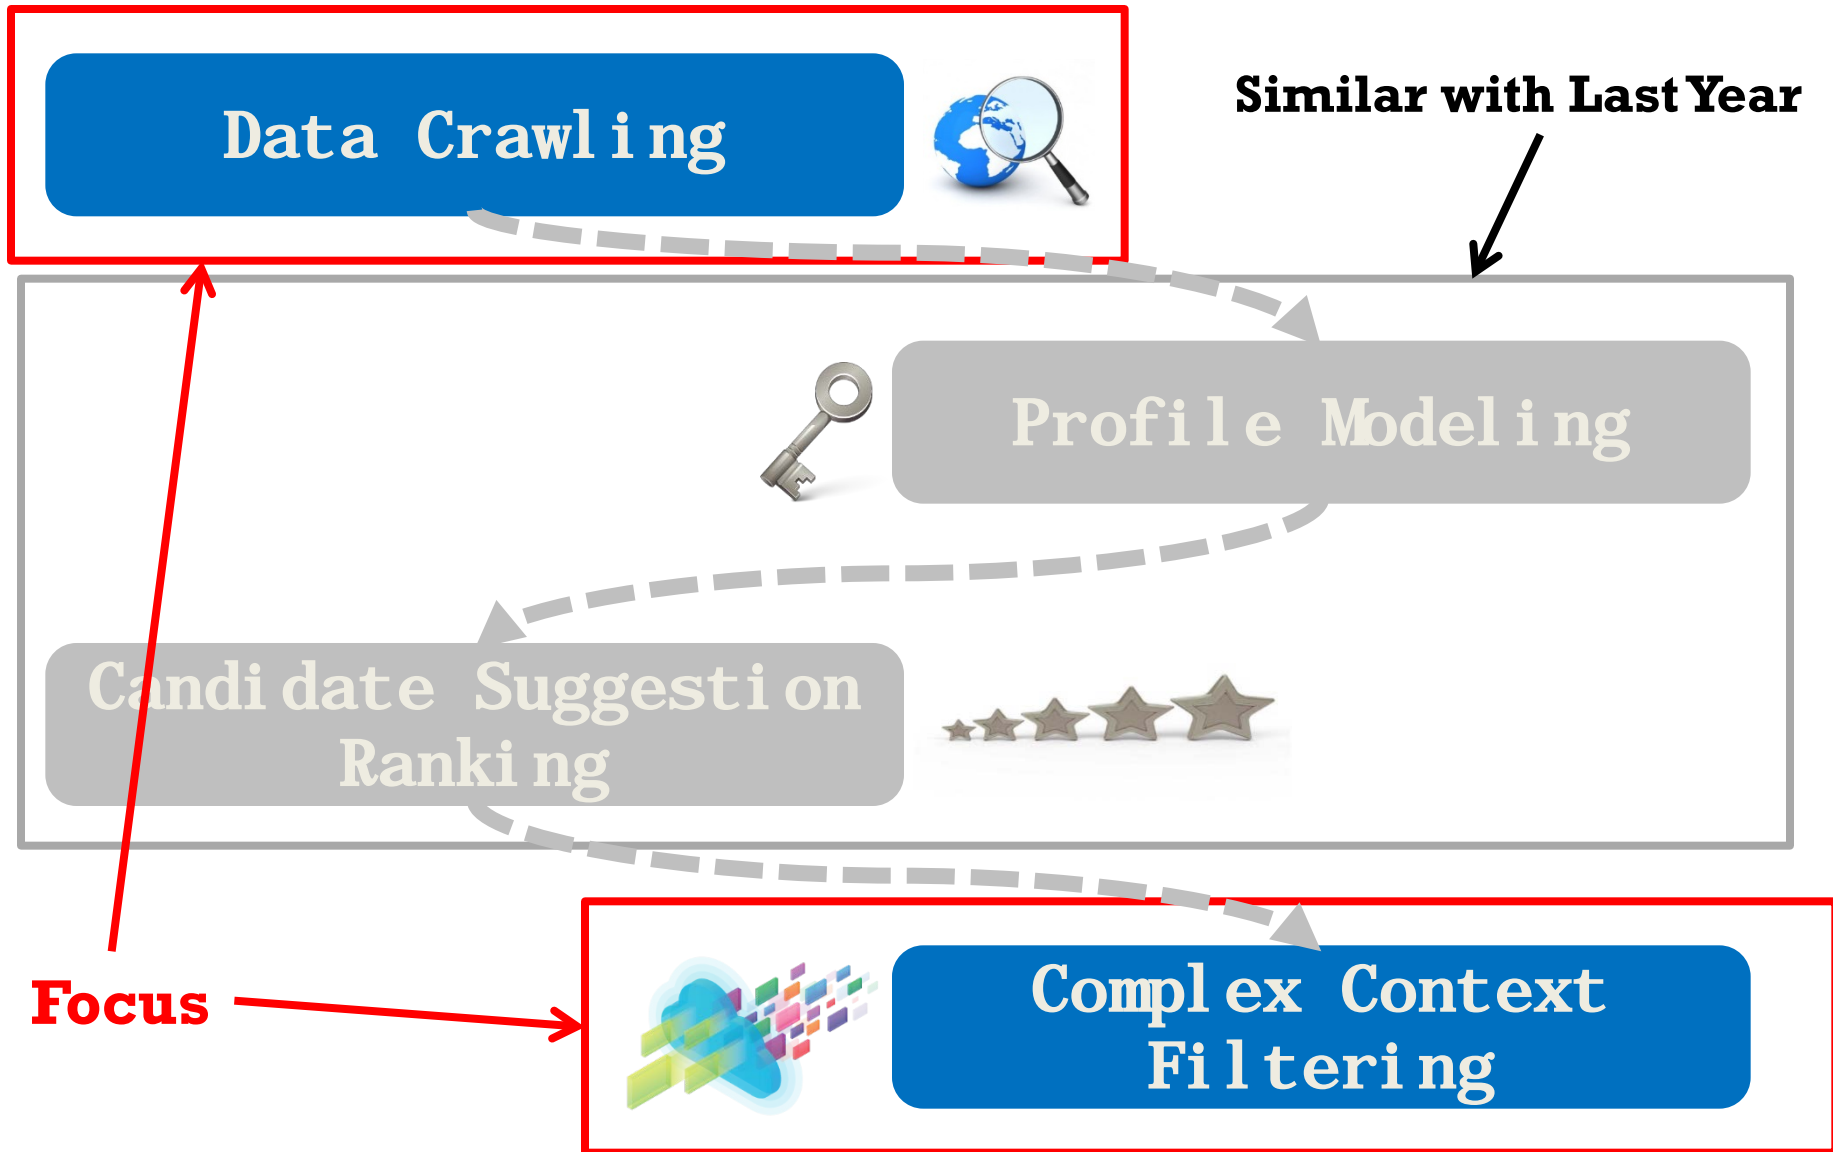 Data Crawling
Similar with Last Year
Profile Modeling
Candidate Suggestion
Ranking
Focus
Complex Context
Filtering